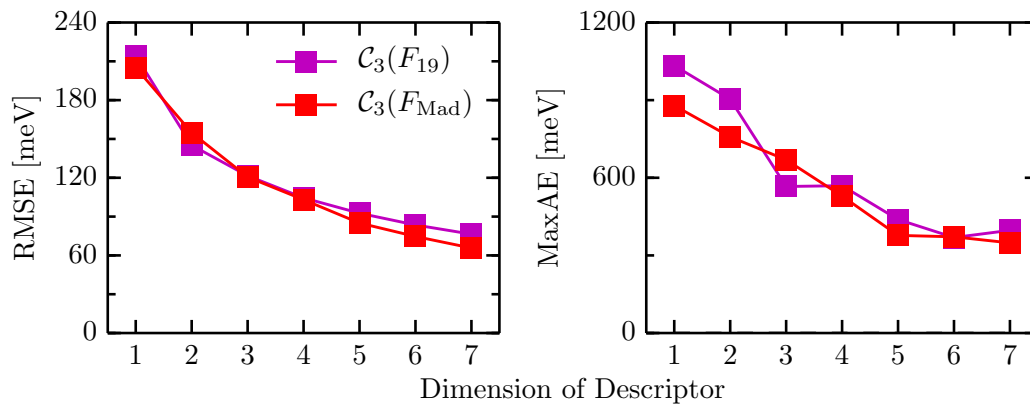 240
180
120
60
0
RMSE [meV]
𝒞₃(F₁₉)
𝒞₃(F_Mad)
1 2 3 4 5 6 7
1200
600
0
MaxAE [meV]
1 2 3 4 5 6 7
Dimension of Descriptor